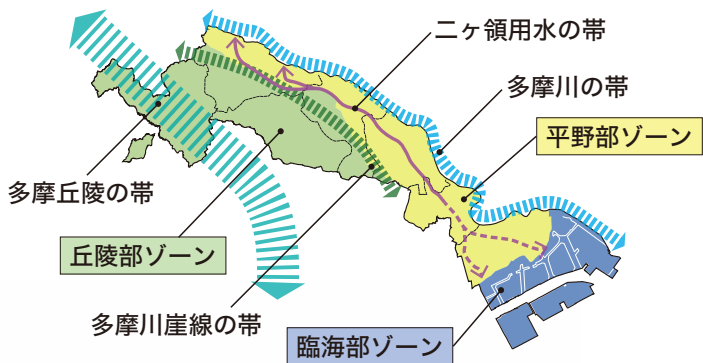 二ヶ領用水の帯
多摩川の帯
平野部ゾーン
多摩丘陵の帯
丘陵部ゾーン
多摩川崖線の帯
臨海部ゾーン